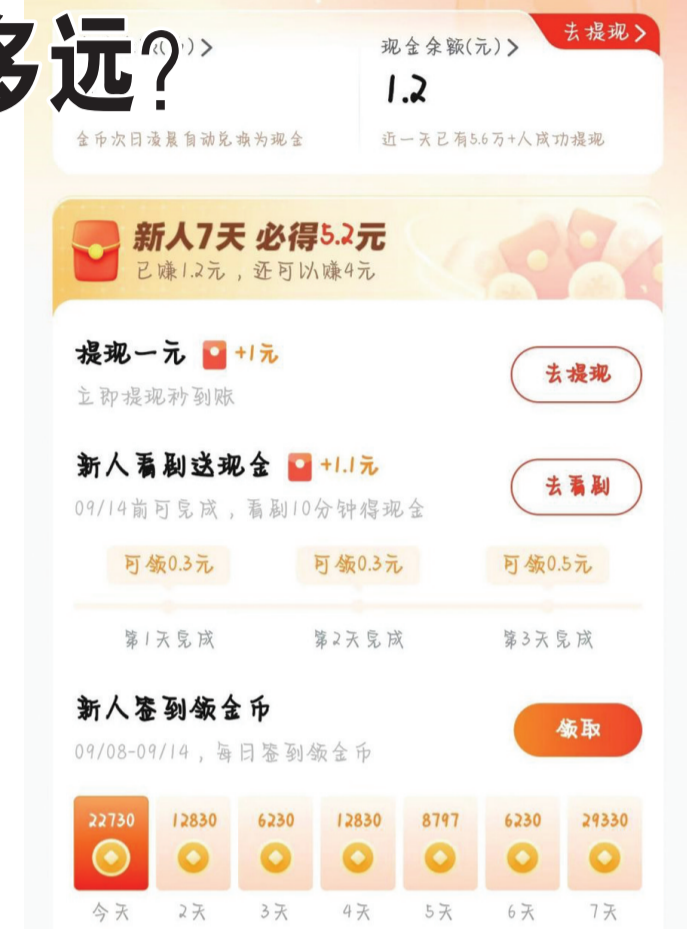 多远?
现金余额(元)>
去提现>
1.2
金币次日凌晨自动兑换为现金
近一天已有5.6万+人成功提现
新人7天 必得5.2元
已赚1.2元，还可以赚4元
提现一元 +1元
去提现
立即提现秒到账
新人看剧送现金 +1.1元
去看剧
09/14前可完成，看剧10分钟得现金
可领0.3元 可领0.3元 可领0.5元
第1天完成 第2天完成 第3天完成
新人签到领金币
领取
09/08-09/14，每日签到领金币
22730 12830 6230 12830 8797 6230 29330
今天 2天 3天 4天 5天 6天 7天